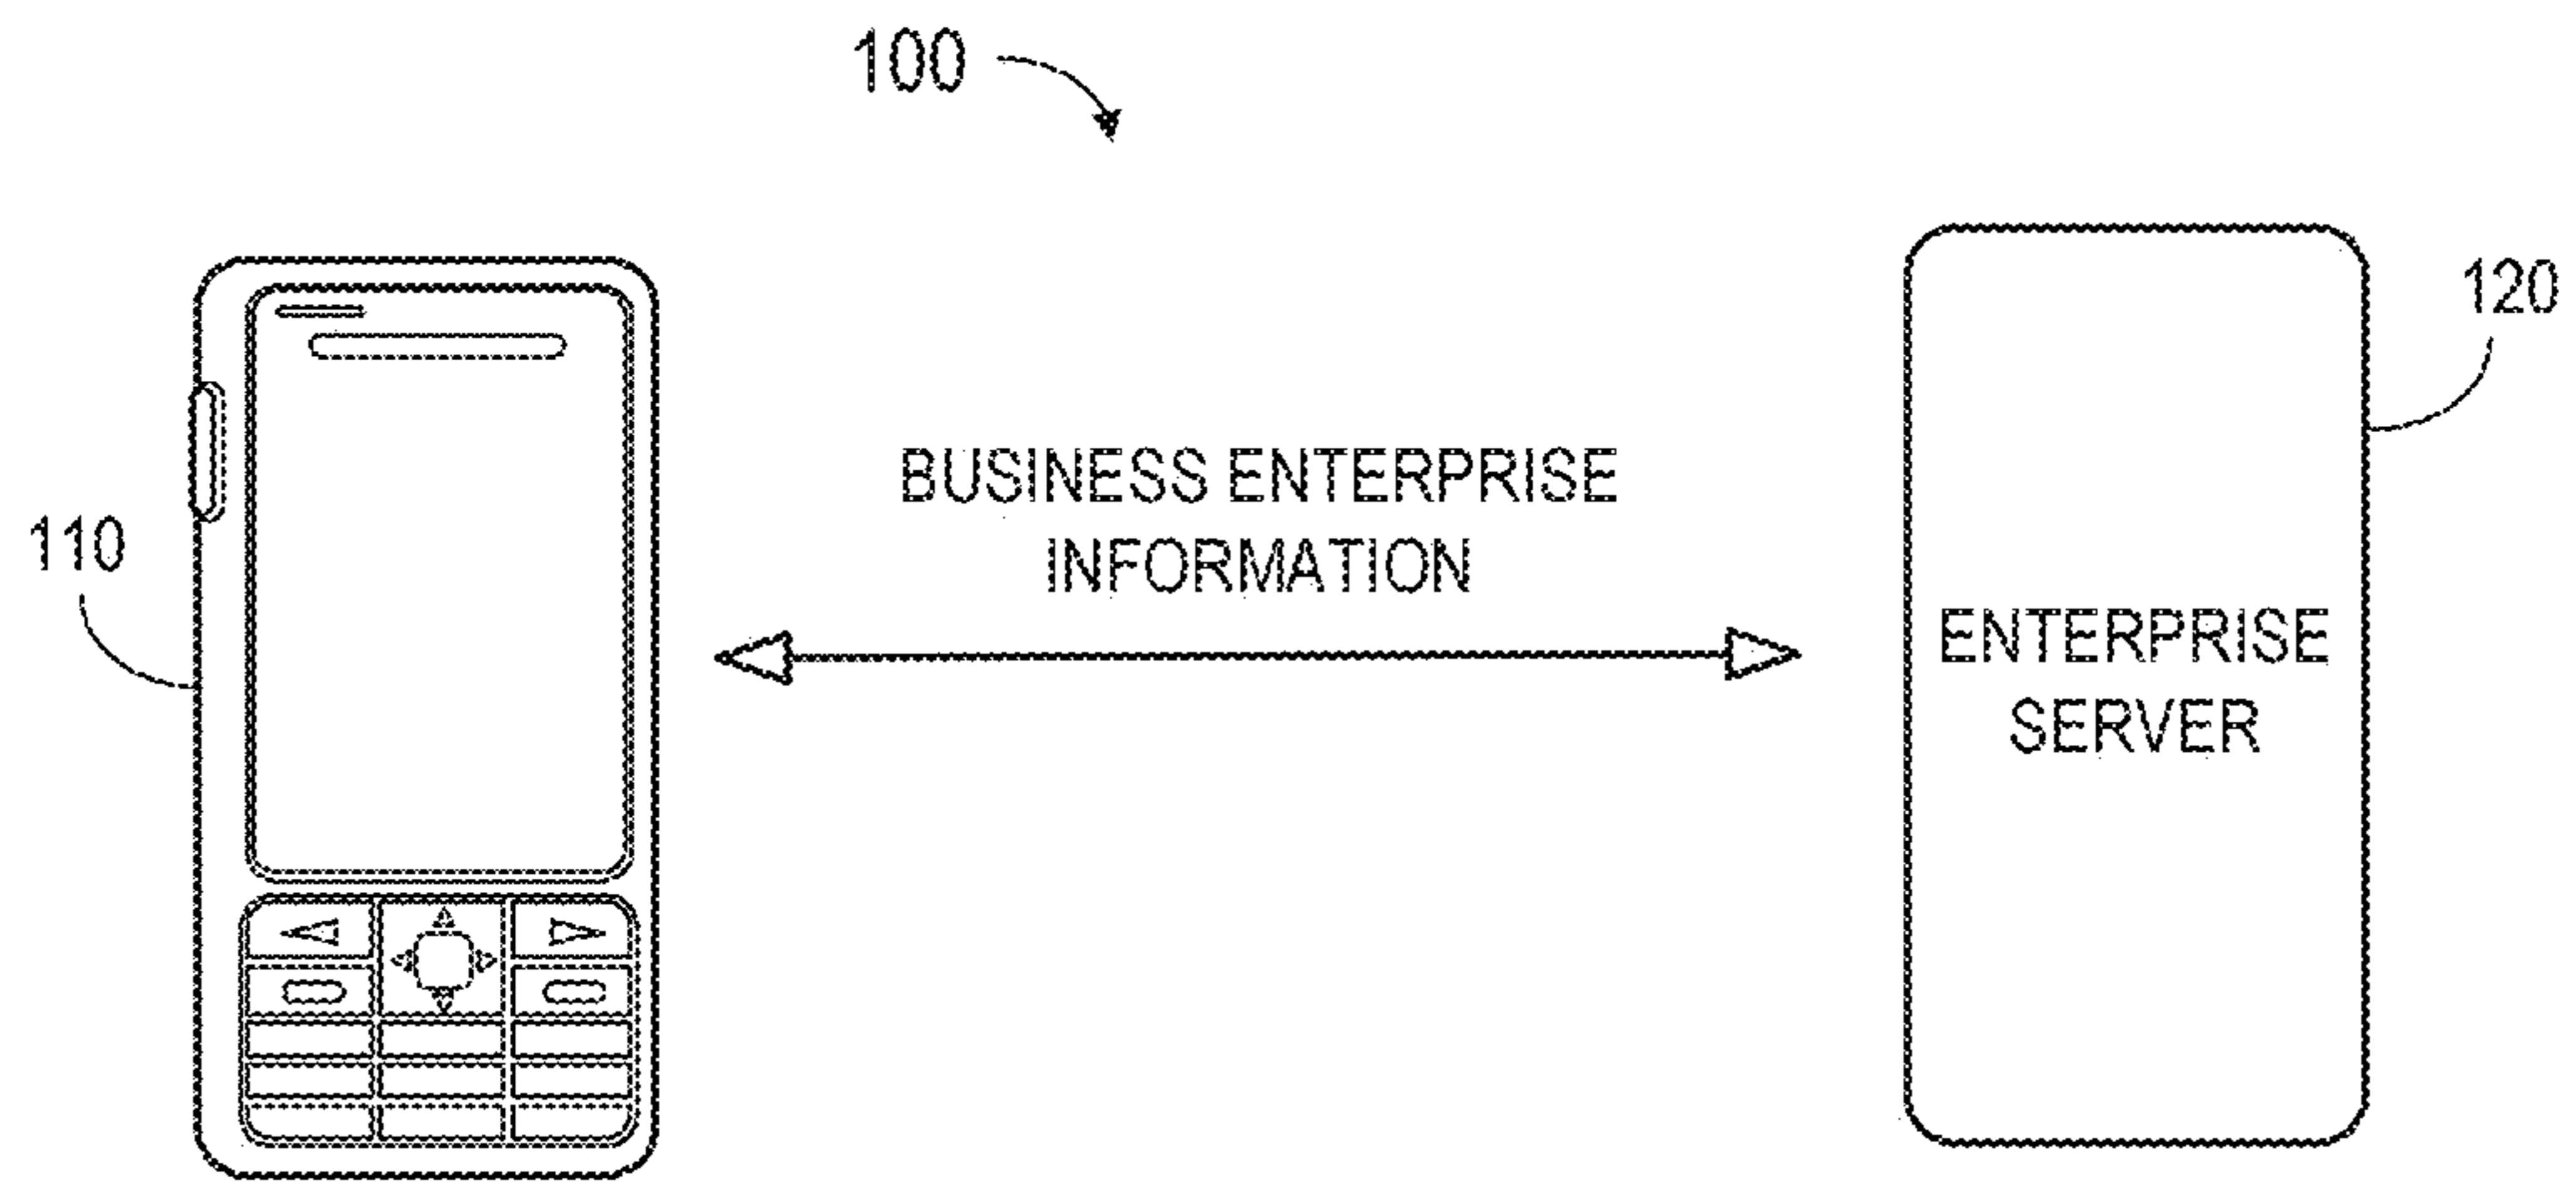 100
120
BUSINESS ENTERPRISE
INFORMATION
110
ENTERPRISE
SERVER